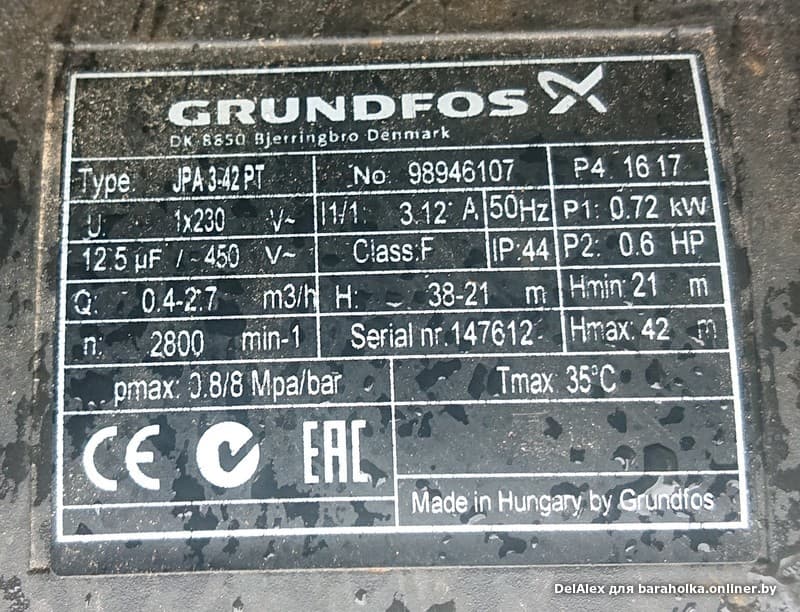 GRUNDFOS
DK-8850 Bjerringbro Denmark
Type: JPA 3-42 PT No: 98946107 P4. 16 17
U: 1x230 V~ I1/1: 3.12 A 50Hz P1: 0.72 kW
12.5 µF / ~450 V~ Class:F IP:44 P2: 0.6 HP
Q: 0.4-2.7 m3/h H: 38-21 m Hmin: 21 m
n: 2800 min-1 Serial nr.147612 Hmax: 42 m
pmax: 0.8/8 Mpa/bar Tmax: 35°C
CE EAC
Made in Hungary by Grundfos
DelAlex для baraholka.onliner.by